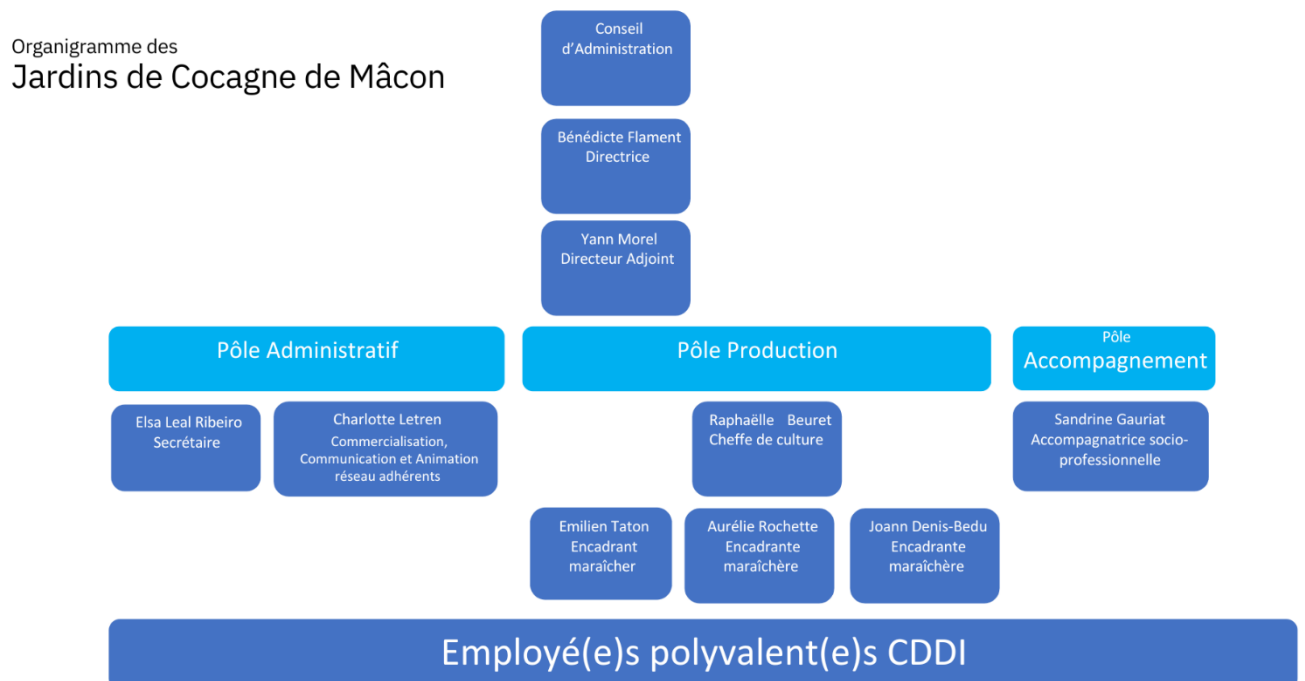 Organigramme des
Jardins de Cocagne de Mâcon
Conseil
d’Administration
Bénédicte Flament
Directrice
Yann Morel
Directeur Adjoint
Pôle Administratif
Pôle Production
Pôle
Accompagnement
Elsa Leal Ribeiro
Secrétaire
Charlotte Letren
Commercialisation,
Communication et Animation
réseau adhérents
Raphaëlle Beuret
Cheffe de culture
Sandrine Gauriat
Accompagnatrice socio-
professionnelle
Emilien Taton
Encadrant
maraîcher
Aurélie Rochette
Encadrante
maraîchère
Joann Denis-Bedu
Encadrante
maraîchère
Employé(e)s polyvalent(e)s CDDI